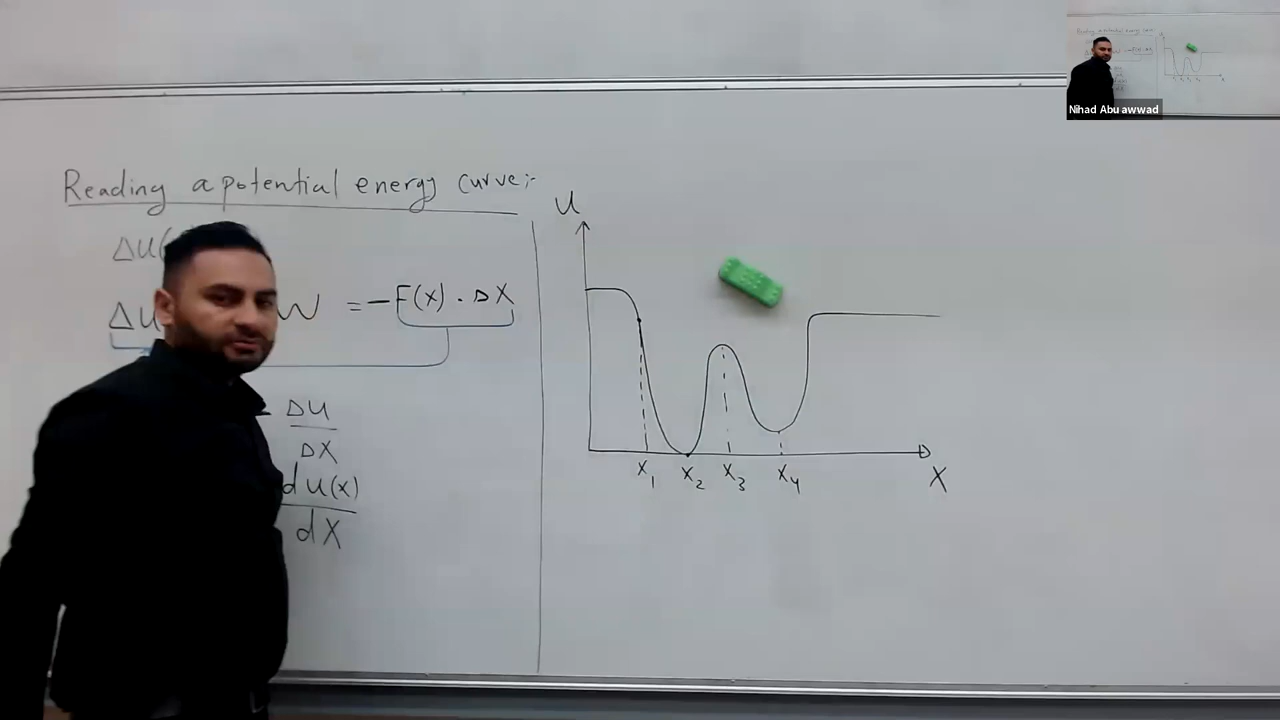 Reading a potential energy curve:-
ΔU(
ΔU W = -F(x) . ΔX
ΔU
ΔX
dU(x)
dX
U
X1 X2 X3 X4
X
Nihad Abu awwad